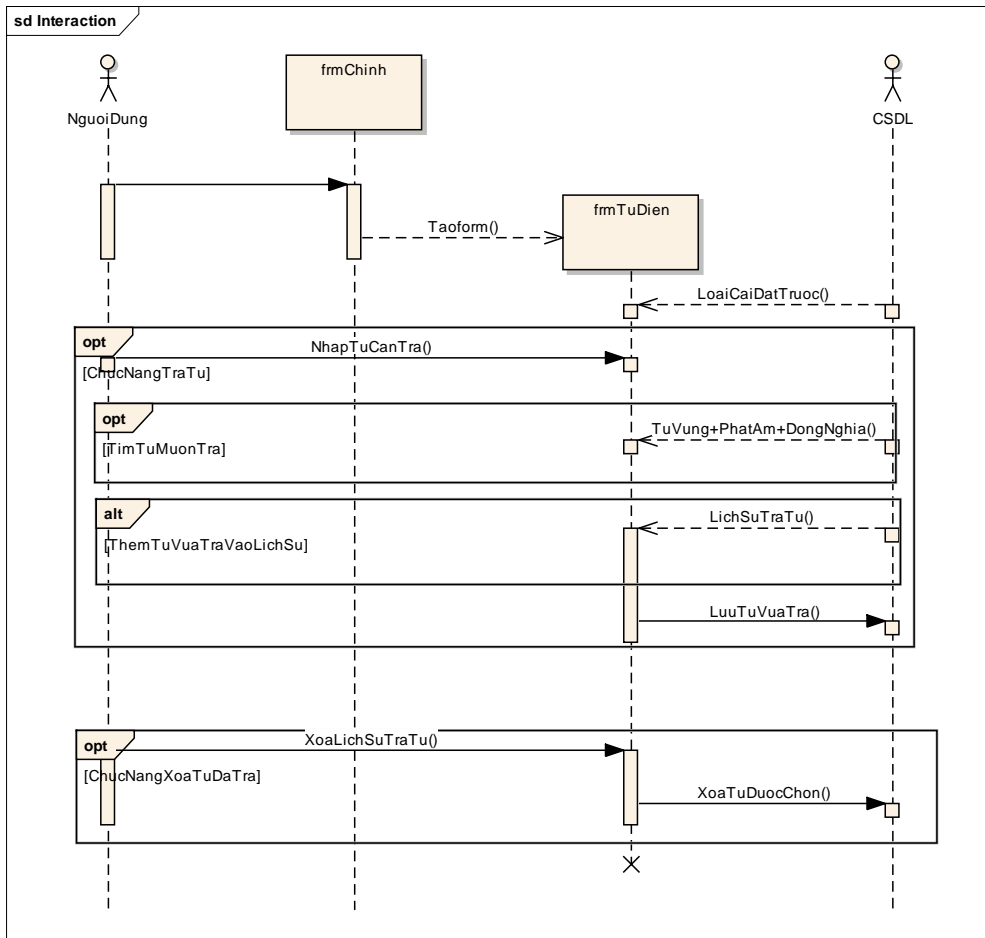 sd Interaction
NguoiDung
frmChinh
CSDL
frmTuDien
Taoform()
LoaiCaiDatTruoc()
opt
NhapTuCanTra()
[ChucNangTraTu]
opt
TuVung+PhatAm+DongNghia()
[TimTuMuonTra]
alt
LichSuTraTu()
[ThemTuVuaTraVaoLichSu]
LuuTuVuaTra()
opt
XoaLichSuTraTu()
[ChucNangXoaTuDaTra]
XoaTuDuocChon()